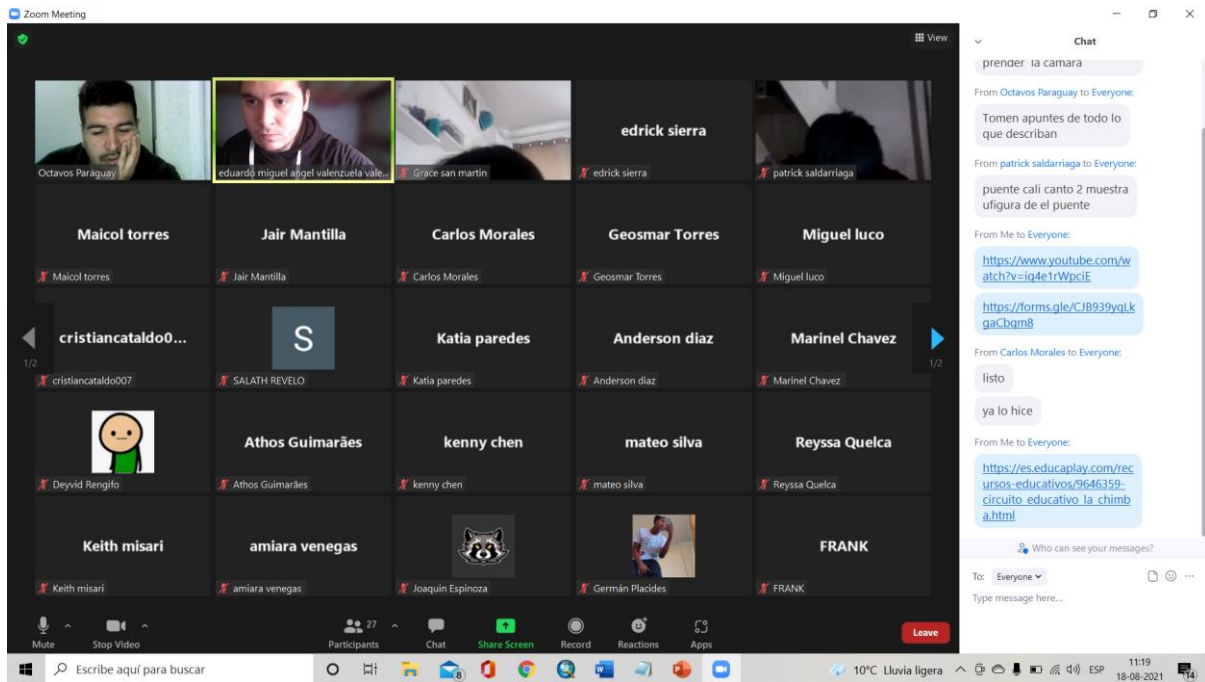 Zoom Meeting
View
Octavos Paraguay
eduardo miguel angel valenzuela vale...
Grace san martin
edrick sierra
edrick sierra
patrick saldarriaga
Maicol torres
Maicol torres
Jair Mantilla
Jair Mantilla
Carlos Morales
Carlos Morales
Geosmar Torres
Geosmar Torres
Miguel luco
Miguel luco
1/2
cristiancataldo0...
cristiancataldo007
S
SALATH REVELO
Katia paredes
Katia paredes
Anderson diaz
Anderson diaz
Marinel Chavez
Marinel Chavez
1/2
Deyvid Rengifo
Athos Guimarães
Athos Guimarães
kenny chen
kenny chen
mateo silva
mateo silva
Reyssa Quelca
Reyssa Quelca
Keith misari
Keith misari
amiara venegas
amiara venegas
Joaquin Espinoza
Germán Placides
FRANK
FRANK
Mute
Stop Video
27
Participants
Chat
Share Screen
Record
Reactions
Apps
Leave
Chat
prender la camara
From Octavos Paraguay to Everyone:
Tomen apuntes de todo lo
que describan
From patrick saldarriaga to Everyone:
puente cali canto 2 muestra
ufigura de el puente
From Me to Everyone:
https://www.youtube.com/w
atch?v=iq4e1rWpciE
https://forms.gle/CJB939yqLk
gaCbqm8
From Carlos Morales to Everyone:
listo
ya lo hice
From Me to Everyone:
https://es.educaplay.com/rec
ursos-educativos/9646359-
circuito_educativo_la_chimb
a.html
Who can see your messages?
To: Everyone
Type message here...
Escribe aquí para buscar
8
10°C Lluvia ligera
ESP
11:19
18-08-2021
14